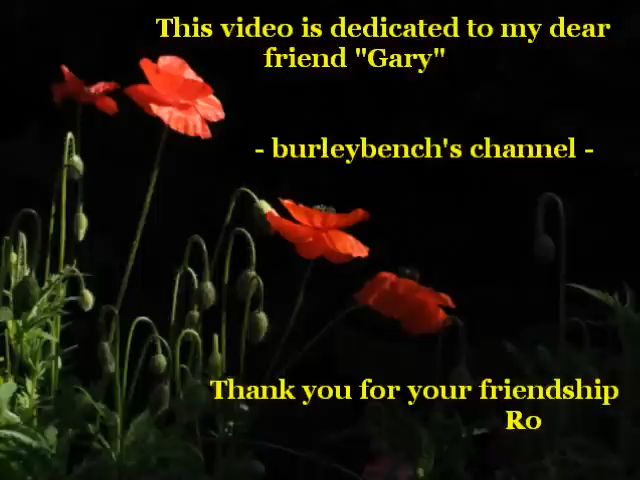 This video is dedicated to my dear
friend "Gary"
- burleybench's channel -
Thank you for your friendship
Ro